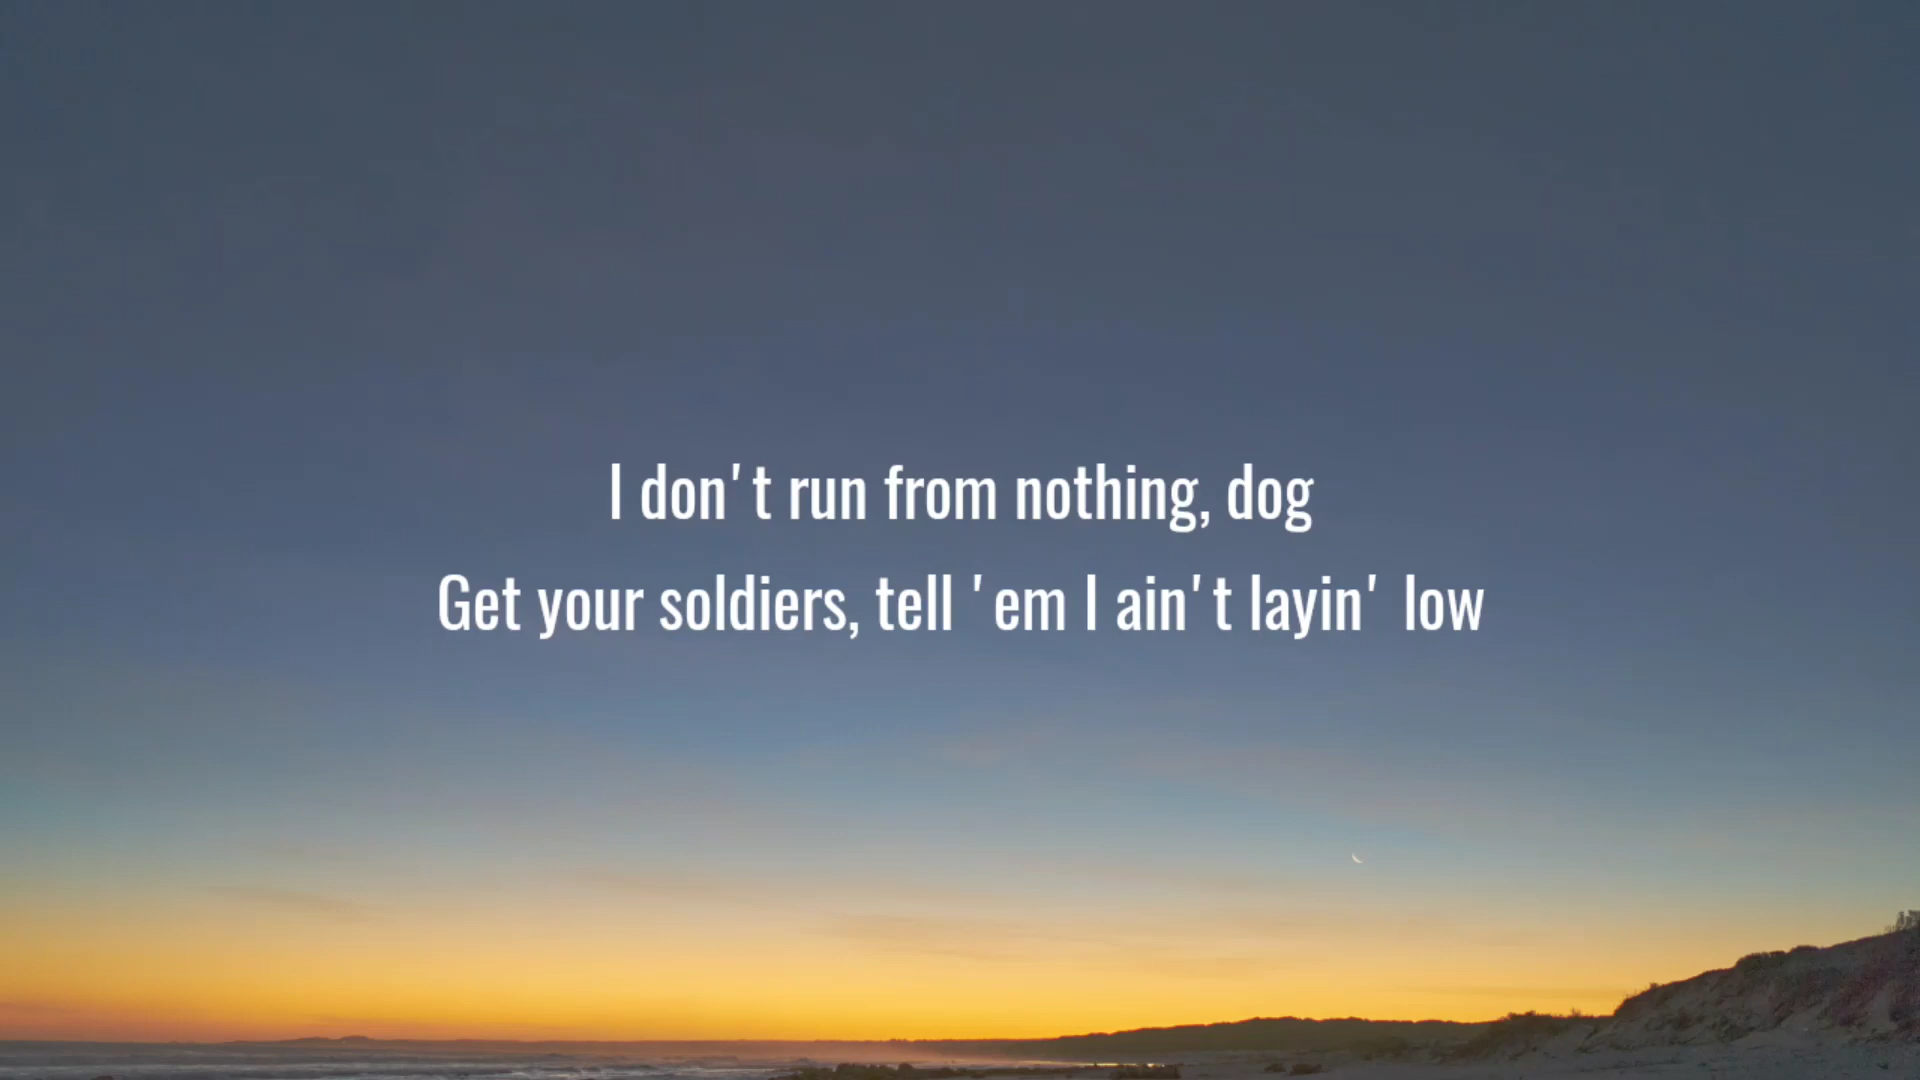 I don't run from nothing, dog
Get your soldiers, tell 'em I ain't layin' low